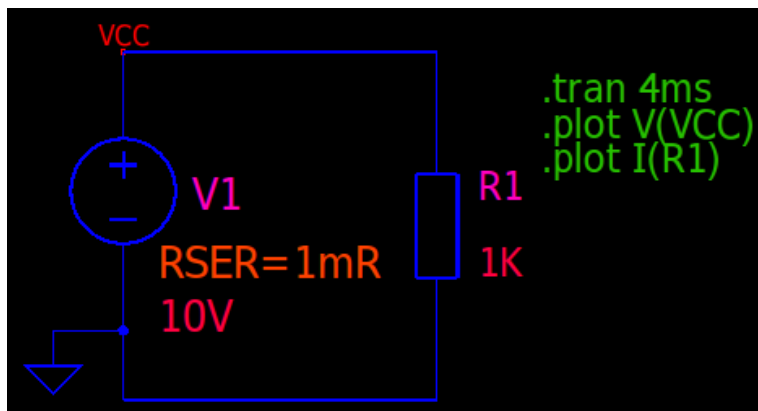 VCC
.tran 4ms
.plot V(VCC)
.plot I(R1)
V1
R1
RSER=1mR
1K
10V